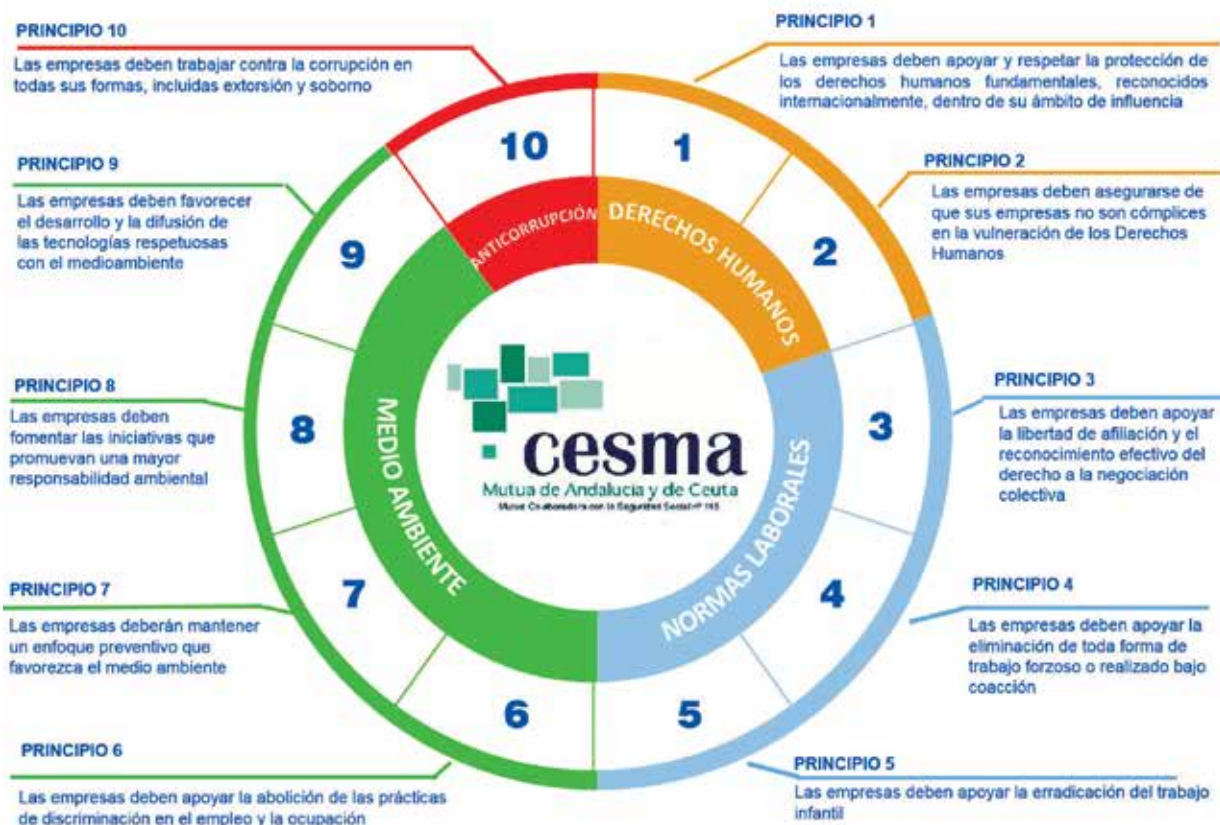 PRINCIPIO 10
Las empresas deben trabajar contra la corrupción en
todas sus formas, incluidas extorsión y soborno
PRINCIPIO 1
Las empresas deben apoyar y respetar la protección de
los derechos humanos fundamentales, reconocidos
internacionalmente, dentro de su ámbito de influencia
PRINCIPIO 9
Las empresas deben favorecer
el desarrollo y la difusión de
las tecnologías respetuosas
con el medioambiente
PRINCIPIO 2
Las empresas deben asegurarse de
que sus empresas no son cómplices
en la vulneración de los Derechos
Humanos
PRINCIPIO 8
Las empresas deben
fomentar las iniciativas que
promuevan una mayor
responsabilidad ambiental
PRINCIPIO 3
Las empresas deben apoyar
la libertad de afiliación y el
reconocimiento efectivo del
derecho a la negociación
colectiva
PRINCIPIO 7
Las empresas deberán mantener
un enfoque preventivo que
favorezca el medio ambiente
PRINCIPIO 4
Las empresas deben apoyar la
eliminación de toda forma de
trabajo forzoso o realizado bajo
coacción
PRINCIPIO 6
Las empresas deben apoyar la abolición de las prácticas
de discriminación en el empleo y la ocupación
PRINCIPIO 5
Las empresas deben apoyar la erradicación del trabajo
infantil
10
1
9
2
8
3
7
4
6
5
ANTICORRUPCIÓN
DERECHOS HUMANOS
MEDIO AMBIENTE
NORMAS LABORALES
cesma
Mutua de Andalucía y de Ceuta
Mutua Colaboradora con la Seguridad Social nº 115